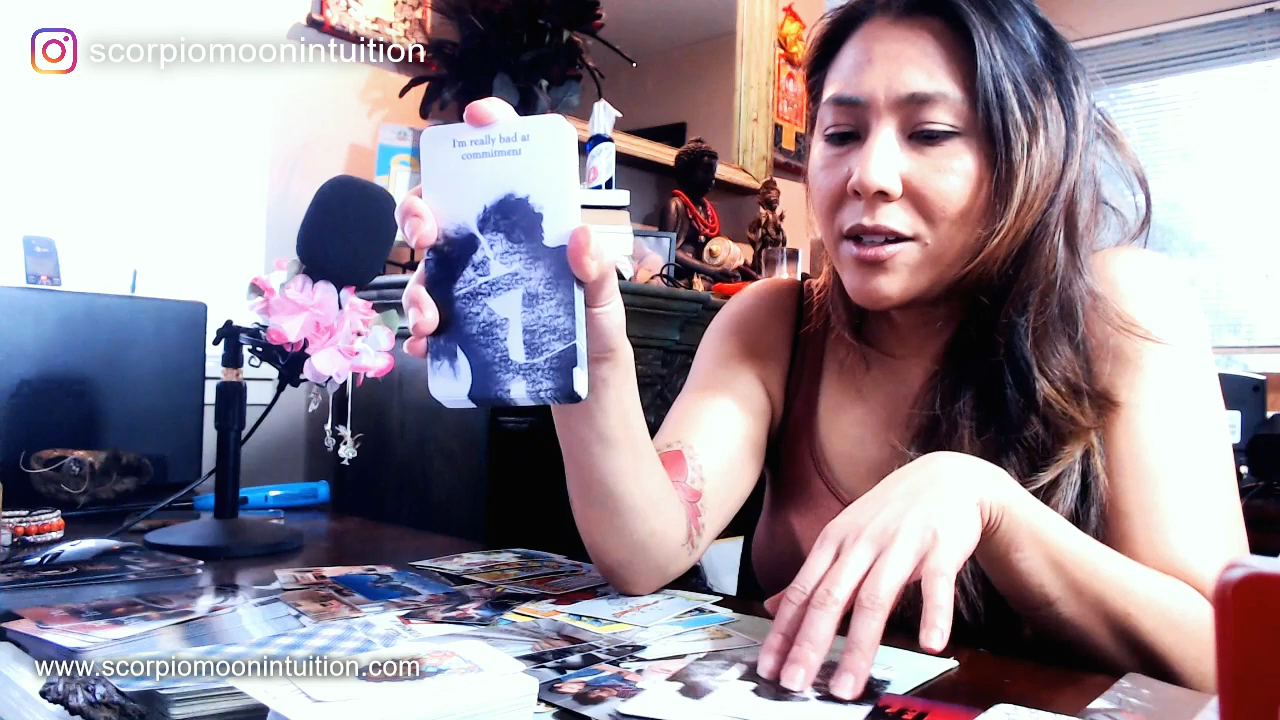 scorpiomoonintuition
I'm really bad at
commitment
www.scorpiomoonintuition.com